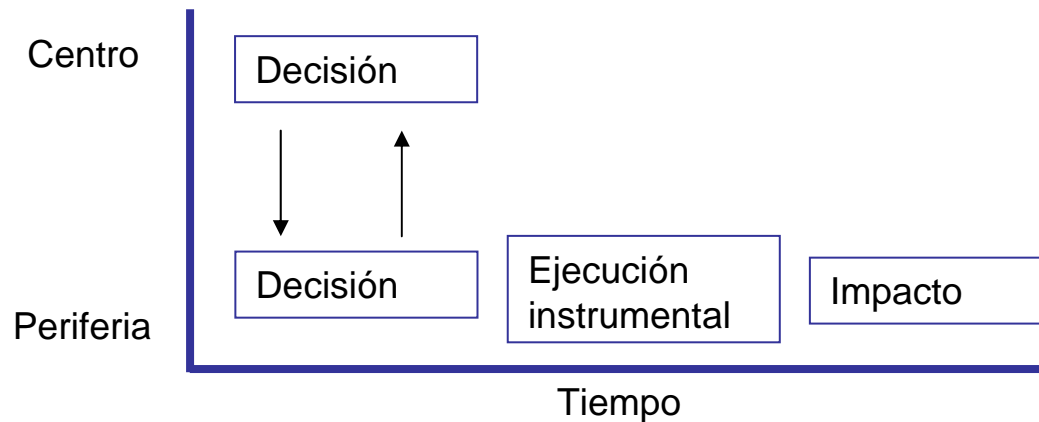 Centro
Decisión
Decisión
Ejecución
instrumental
Impacto
Periferia
Tiempo